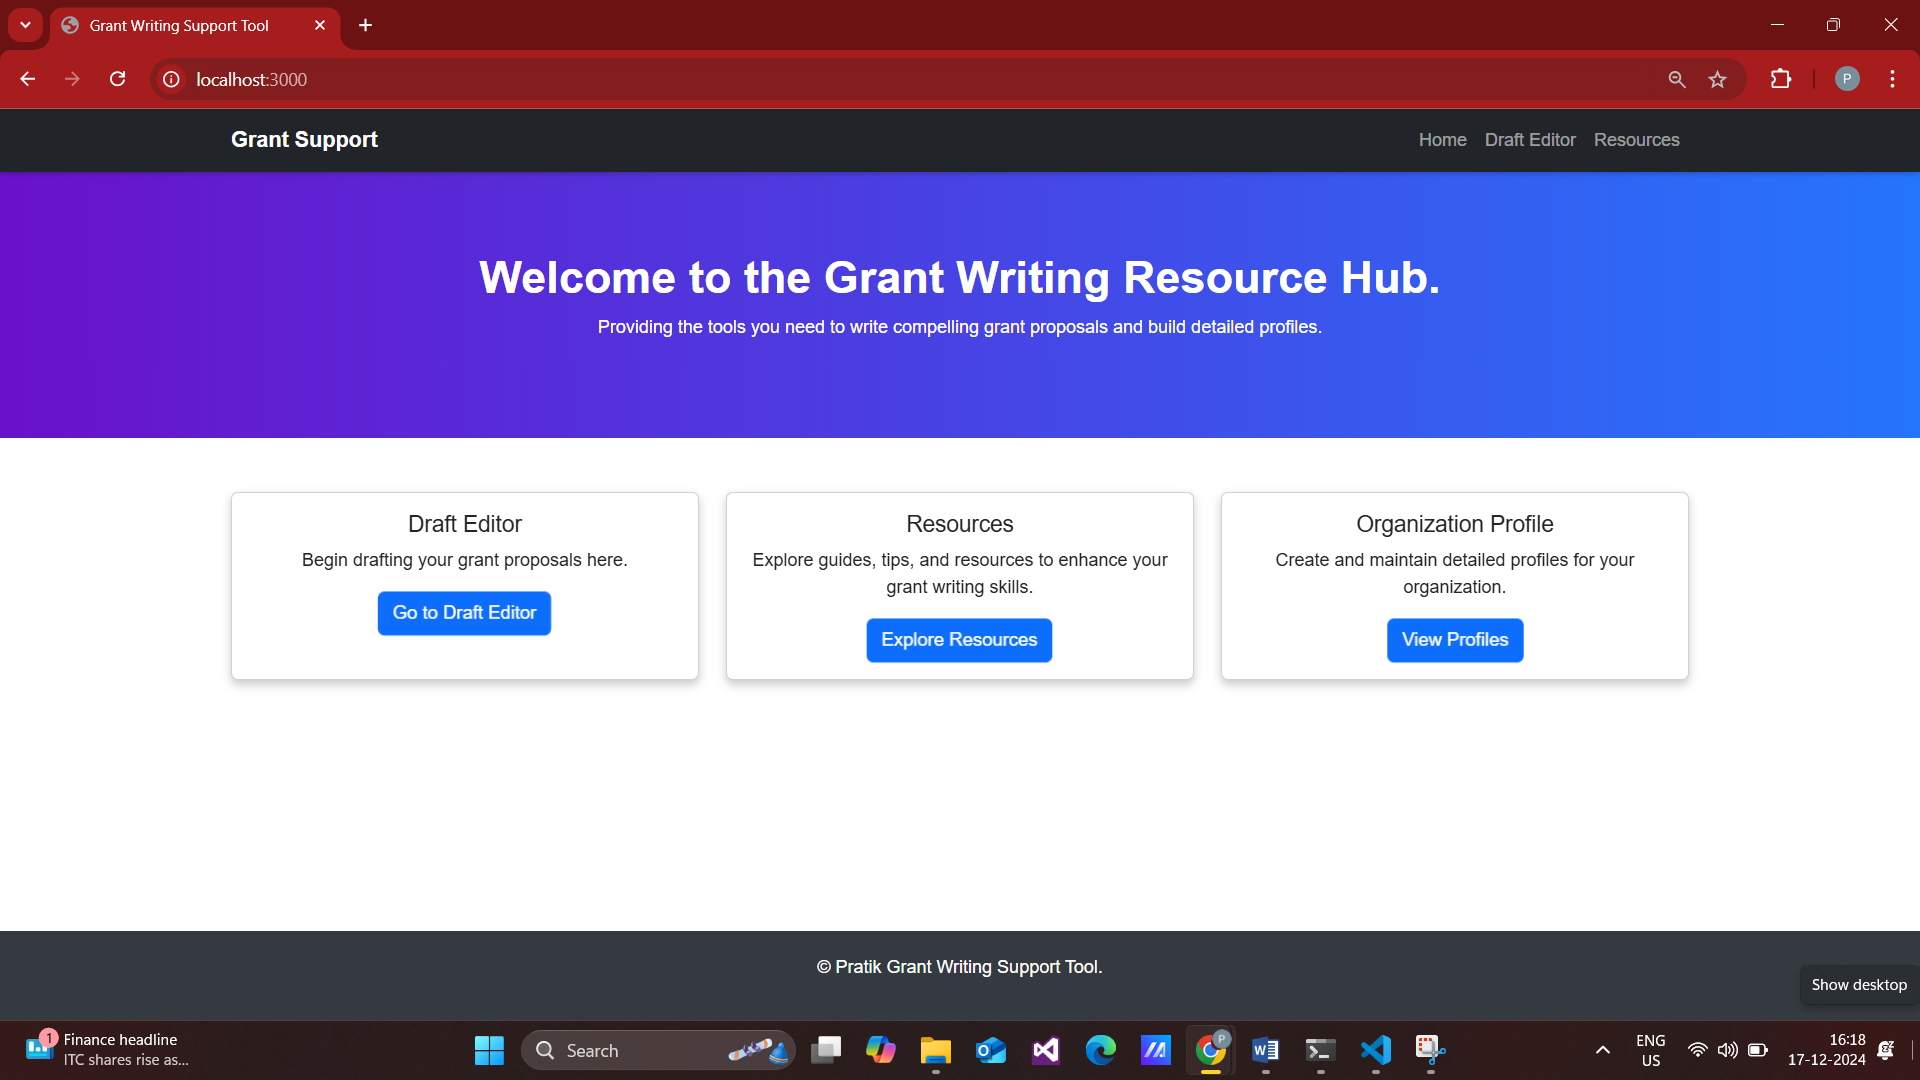 Grant Writing Support Tool
localhost:3000
P
Grant Support
Home Draft Editor Resources
Welcome to the Grant Writing Resource Hub.
Providing the tools you need to write compelling grant proposals and build detailed profiles.
Draft Editor
Begin drafting your grant proposals here.
Go to Draft Editor
Resources
Explore guides, tips, and resources to enhance your
grant writing skills.
Explore Resources
Organization Profile
Create and maintain detailed profiles for your
organization.
View Profiles
© Pratik Grant Writing Support Tool.
Show desktop
1
Finance headline
ITC shares rise as...
Search
P
ENG
US
16:18
17-12-2024